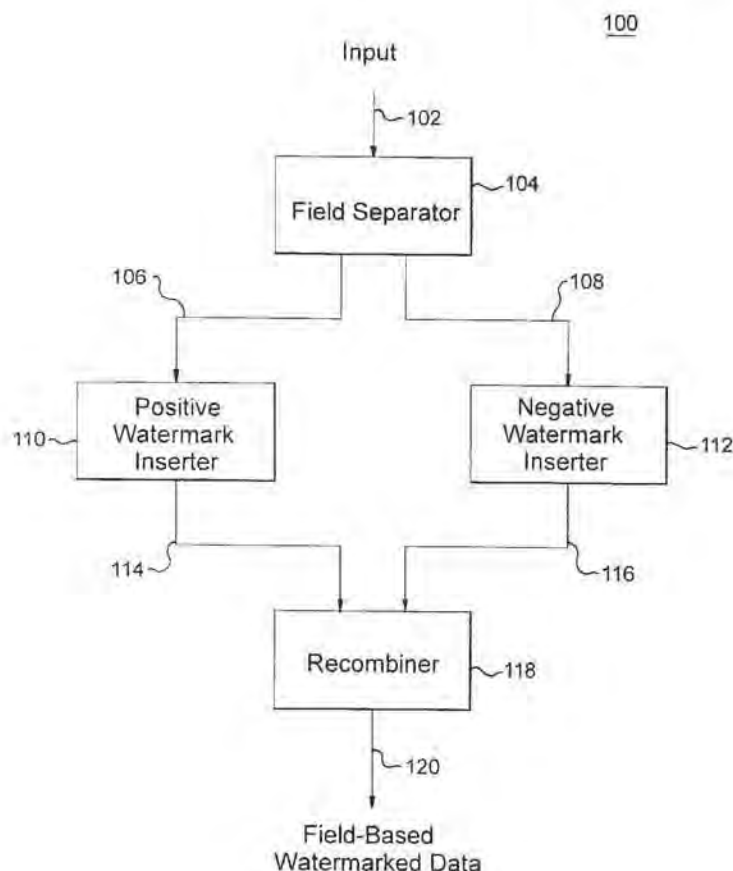 100
Input
102
104
Field Separator
106
108
Positive
Watermark
Inserter
110
Negative
Watermark
Inserter
112
114
116
Recombiner
118
120
Field-Based
Watermarked Data